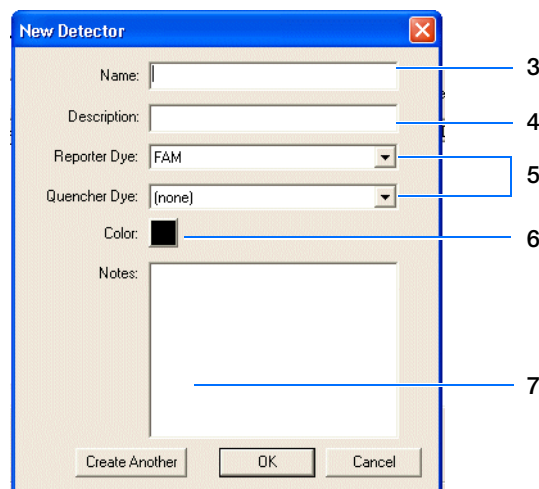 New Detector
Name: 3
Description: 4
Reporter Dye: FAM
5
Quencher Dye: (none)
Color: 6
Notes:
7
Create Another OK Cancel